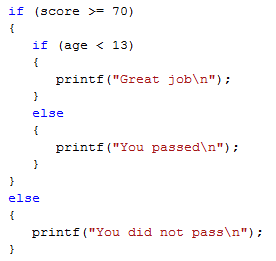 if (score >= 70)
{
   if (age < 13)
   {
      printf("Great job\n");
   }
   else
   {
      printf("You passed\n");
   }
}
else
{
   printf("You did not pass\n");
}